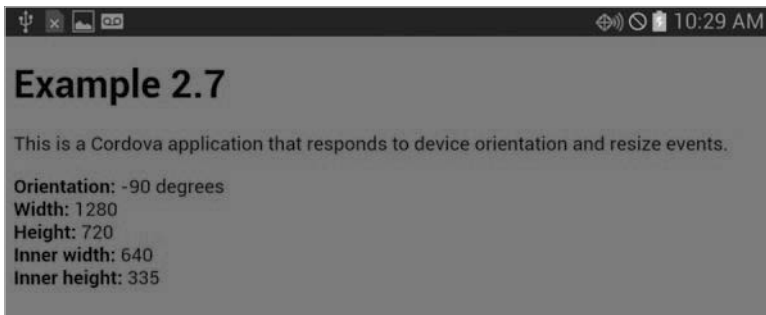 10:29 AM
Example 2.7
This is a Cordova application that responds to device orientation and resize events.
Orientation: -90 degrees
Width: 1280
Height: 720
Inner width: 640
Inner height: 335